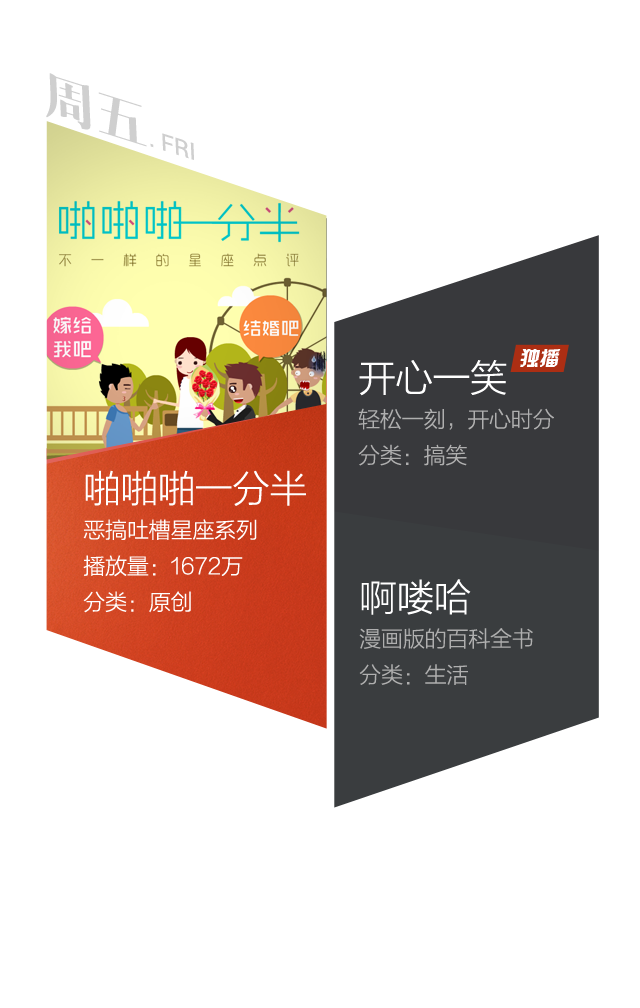 周五.FRI
啪啪啪一分半
不一样的星座点评
嫁给
我吧
结婚吧
啪啪啪一分半
恶搞吐槽星座系列
播放量：1672万
分类：原创
开心一笑 独播
轻松一刻，开心时分
分类：搞笑
啊喽哈
漫画版的百科全书
分类：生活